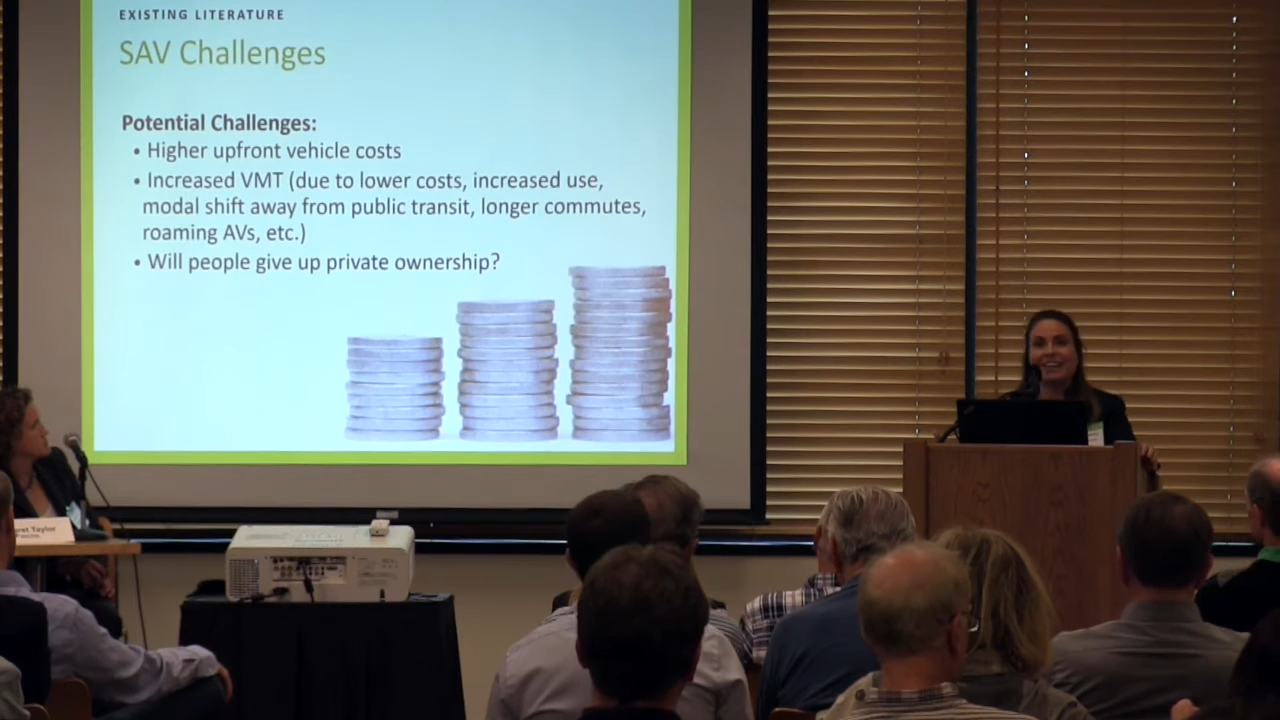 EXISTING LITERATURE
SAV Challenges
Potential Challenges:
• Higher upfront vehicle costs
• Increased VMT (due to lower costs, increased use,
modal shift away from public transit, longer commutes,
roaming AVs, etc.)
• Will people give up private ownership?
Taylor